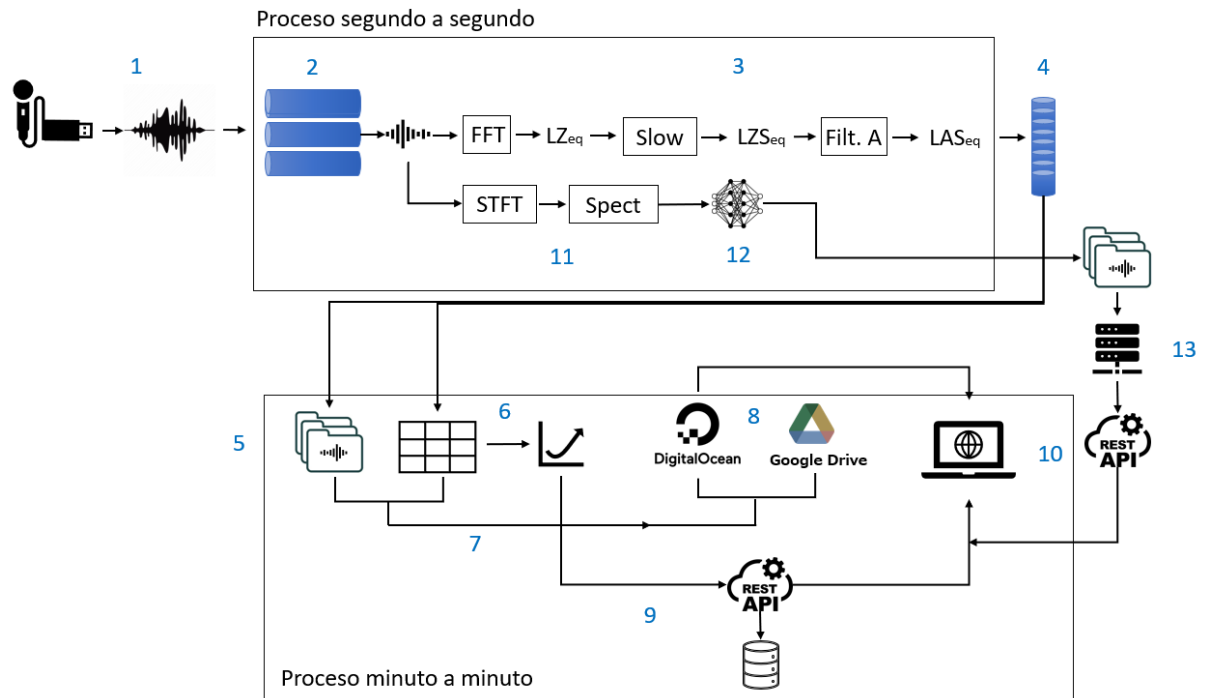 Proceso segundo a segundo
1
2
3
4
FFT
LZeq
Slow
LZSeq
Filt. A
LASeq
STFT
Spect
11
12
13
5
6
8
DigitalOcean
Google Drive
10
REST
API
7
9
REST
API
Proceso minuto a minuto